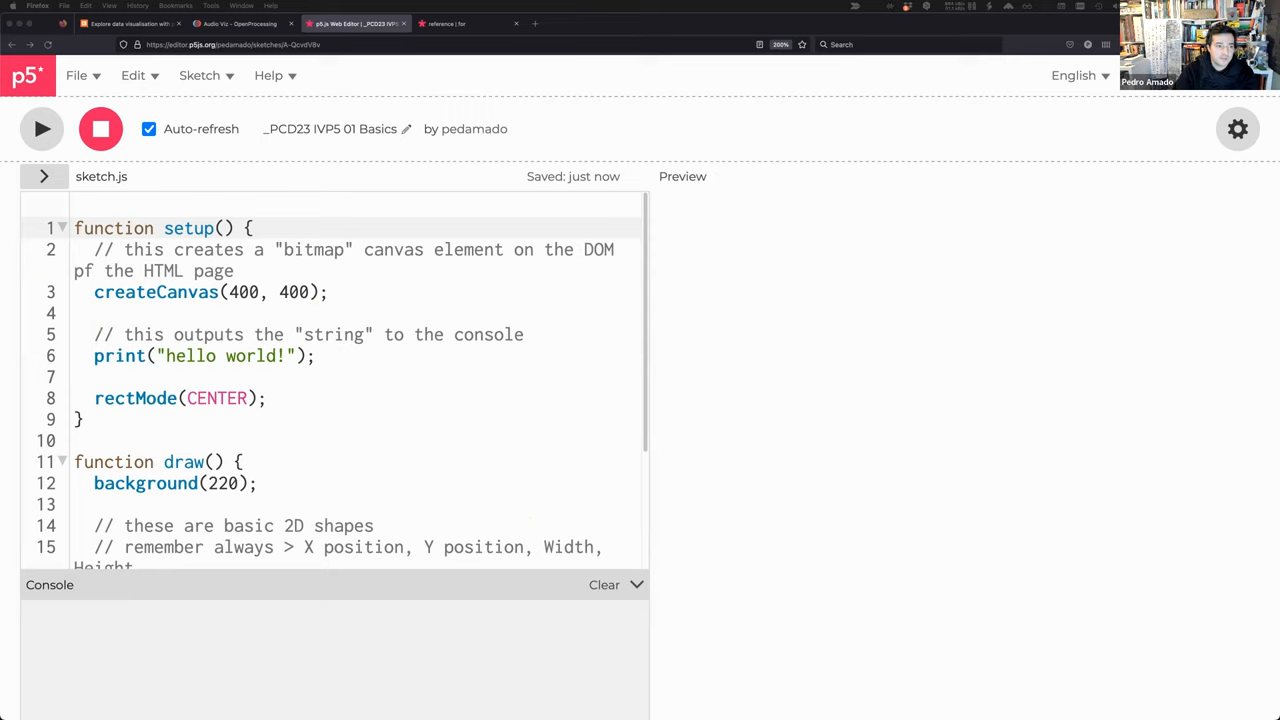 Firefox File Edit View History Bookmarks Tools Window Help
Explore data visualisation with
Audio Viz - OpenProcessing
p5.js Web Editor | _PCD23 IVP5
reference | for
https://editor.p5js.org/pedamado/sketches/A-QcvdV8v
200%
Search
Pedro Amado
p5*
File
Edit
Sketch
Help
English
Auto-refresh
_PCD23 IVP5 01 Basics
by pedamado
sketch.js
Saved: just now
Preview
1 function setup() {
2 // this creates a "bitmap" canvas element on the DOM
pf the HTML page
3 createCanvas(400, 400);
4
5 // this outputs the "string" to the console
6 print("hello world!");
7
8 rectMode(CENTER);
9 }
10
11 function draw() {
12 background(220);
13
14 // these are basic 2D shapes
15 // remember always > X position, Y position, Width,
Height
Console
Clear